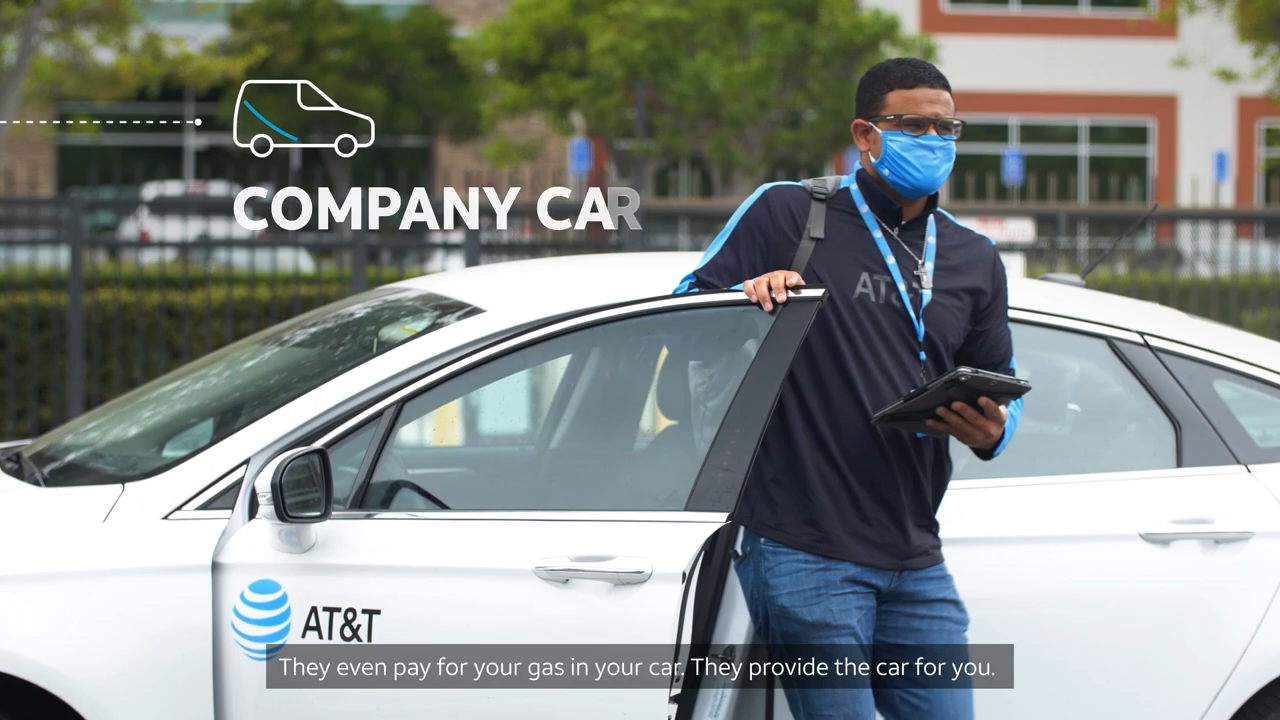 COMPANY CAR
AT&T
AT&T
They even pay for your gas in your car. They provide the car for you.